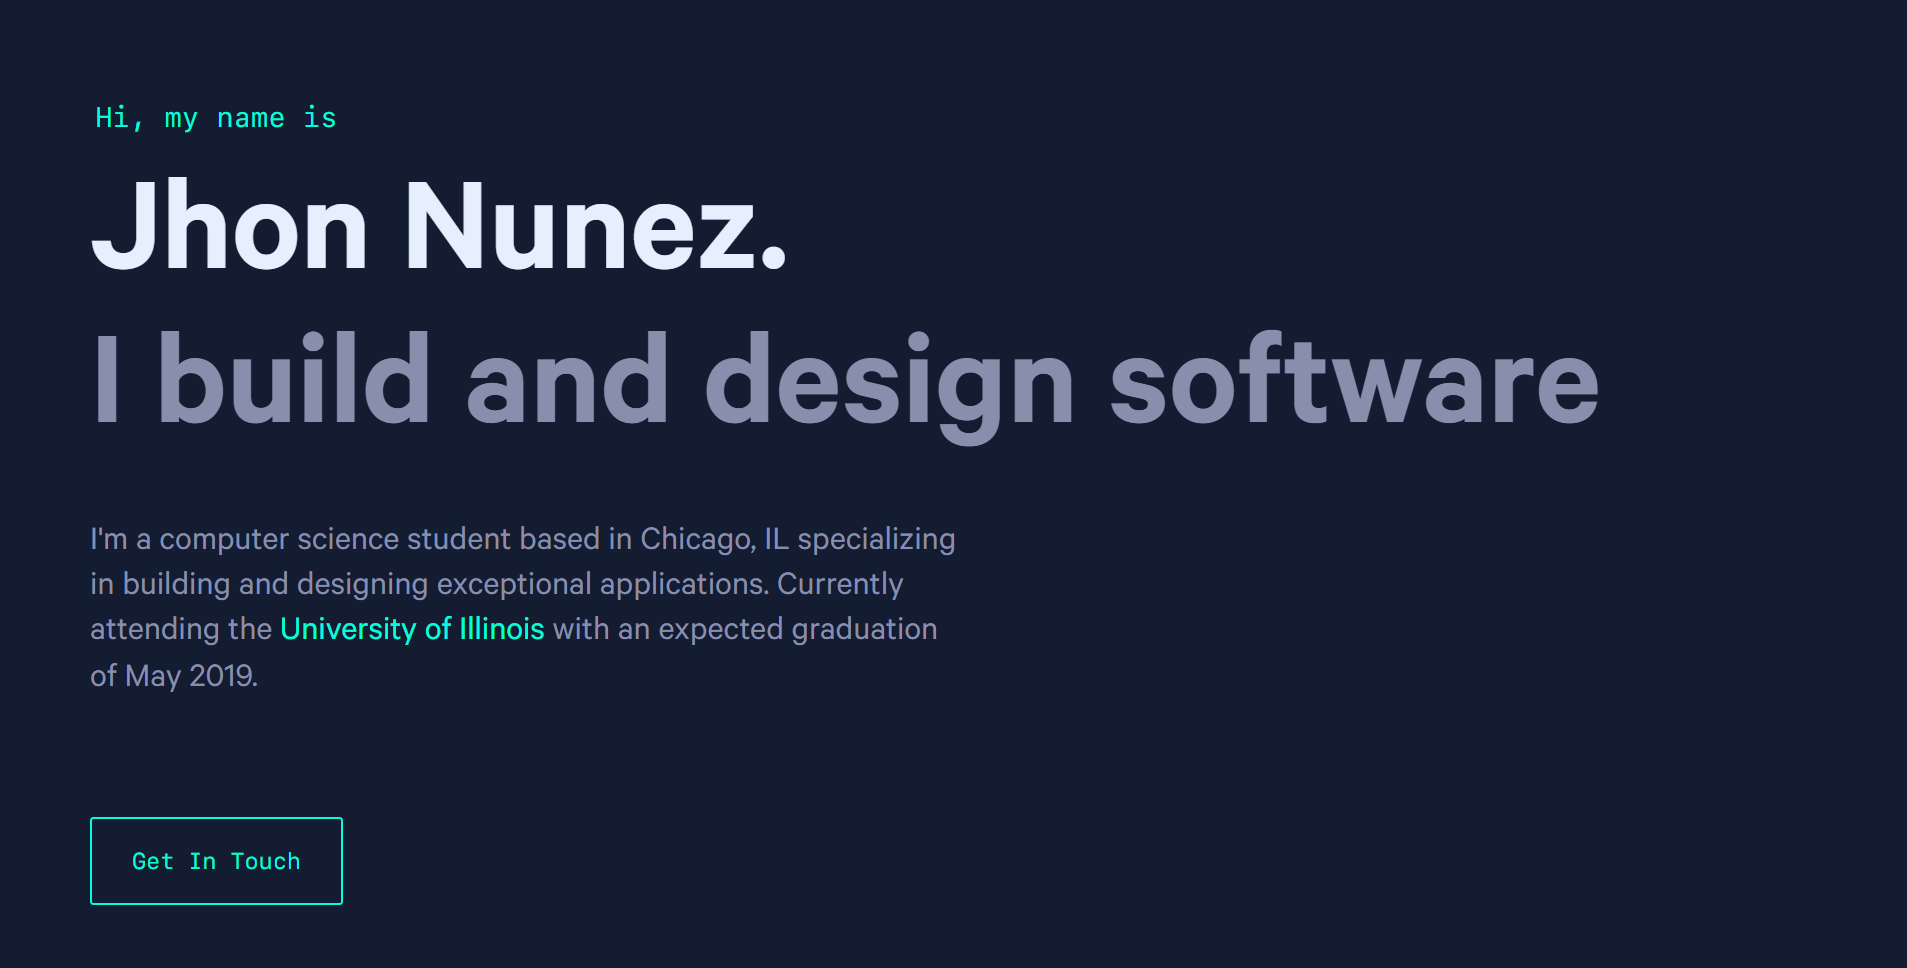 Hi, my name is
Jhon Nunez.
I build and design software
I'm a computer science student based in Chicago, IL specializing
in building and designing exceptional applications. Currently
attending the University of Illinois with an expected graduation
of May 2019.
Get In Touch